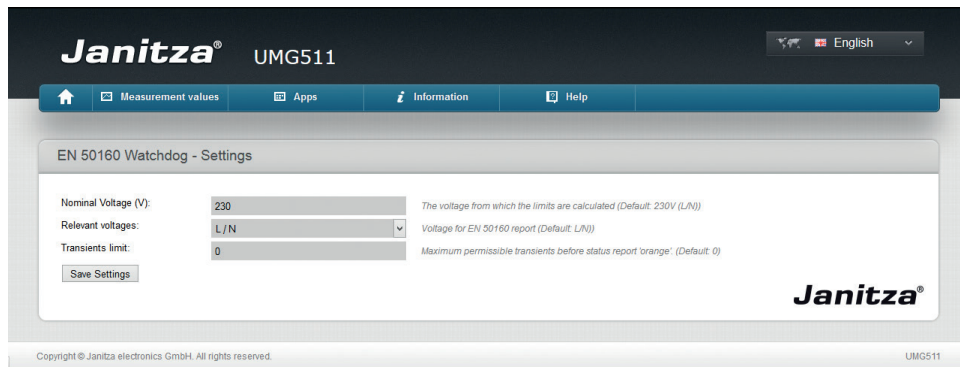 Janitza® UMG511
English
Measurement values Apps Information Help
EN 50160 Watchdog - Settings
Nominal Voltage (V): 230 The voltage from which the limits are calculated (Default: 230V (L/N))
Relevant voltages: L / N Voltage for EN 50160 report (Default: L/N))
Transients limit: 0 Maximum permissible transients before status report 'orange'. (Default: 0)
Save Settings
Janitza®
Copyright © Janitza electronics GmbH. All rights reserved. UMG511